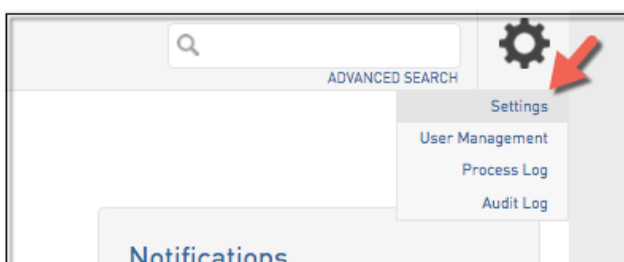 ADVANCED SEARCH
Settings
User Management
Process Log
Audit Log
Notifications